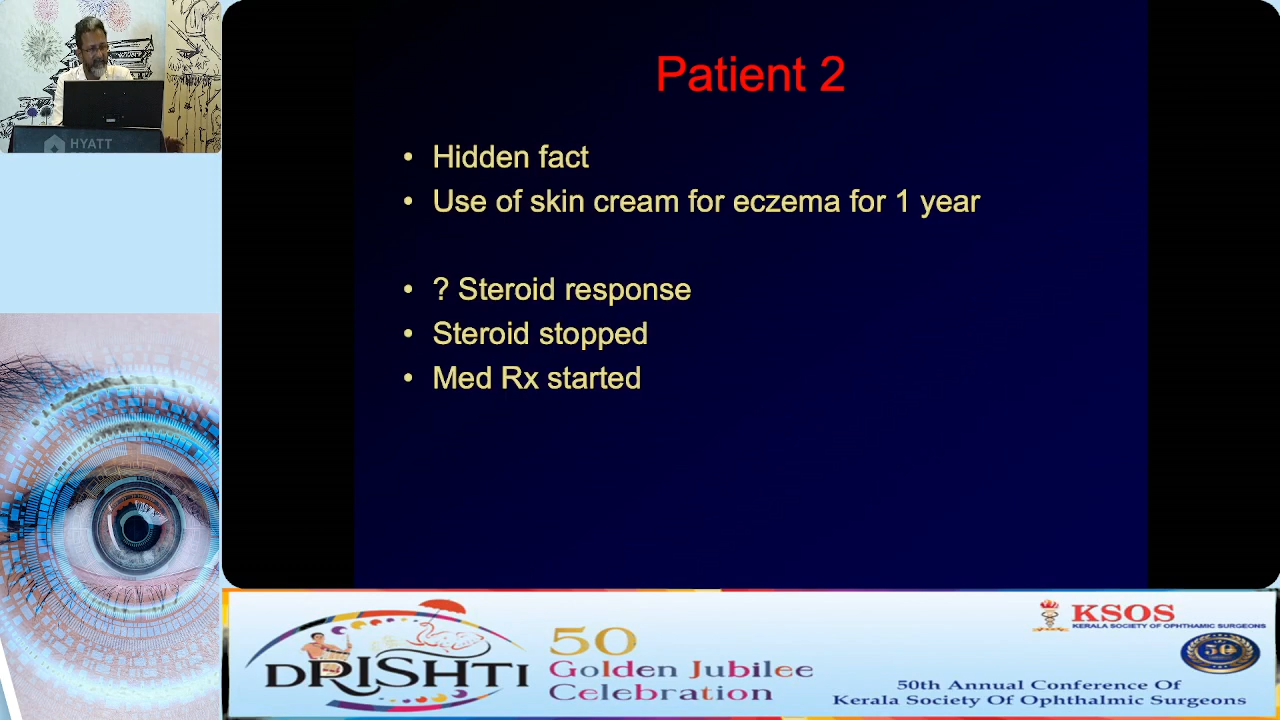 HYATT
Patient 2
• Hidden fact
• Use of skin cream for eczema for 1 year
• ? Steroid response
• Steroid stopped
• Med Rx started
DRISHTI
50
Golden Jubilee
Celebration
KSOS
KERALA SOCIETY OF OPHTHAMIC SURGEONS
50
50th Annual Conference Of
Kerala Society Of Ophthalmic Surgeons